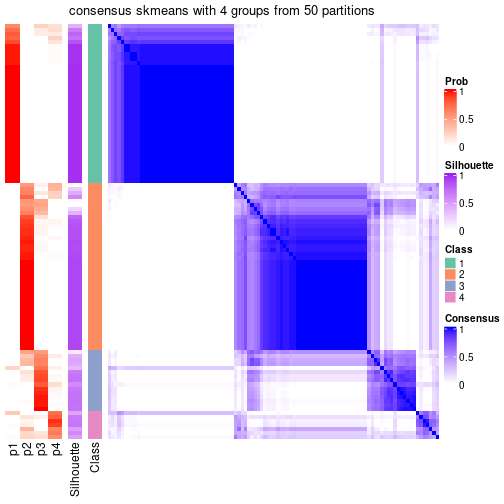 consensus skmeans with 4 groups from 50 partitions
Prob
1
0.5
0
Silhouette
1
0.5
0
Class
1
2
3
4
Consensus
1
0.5
0
p1
p2
p3
p4
Silhouette
Class